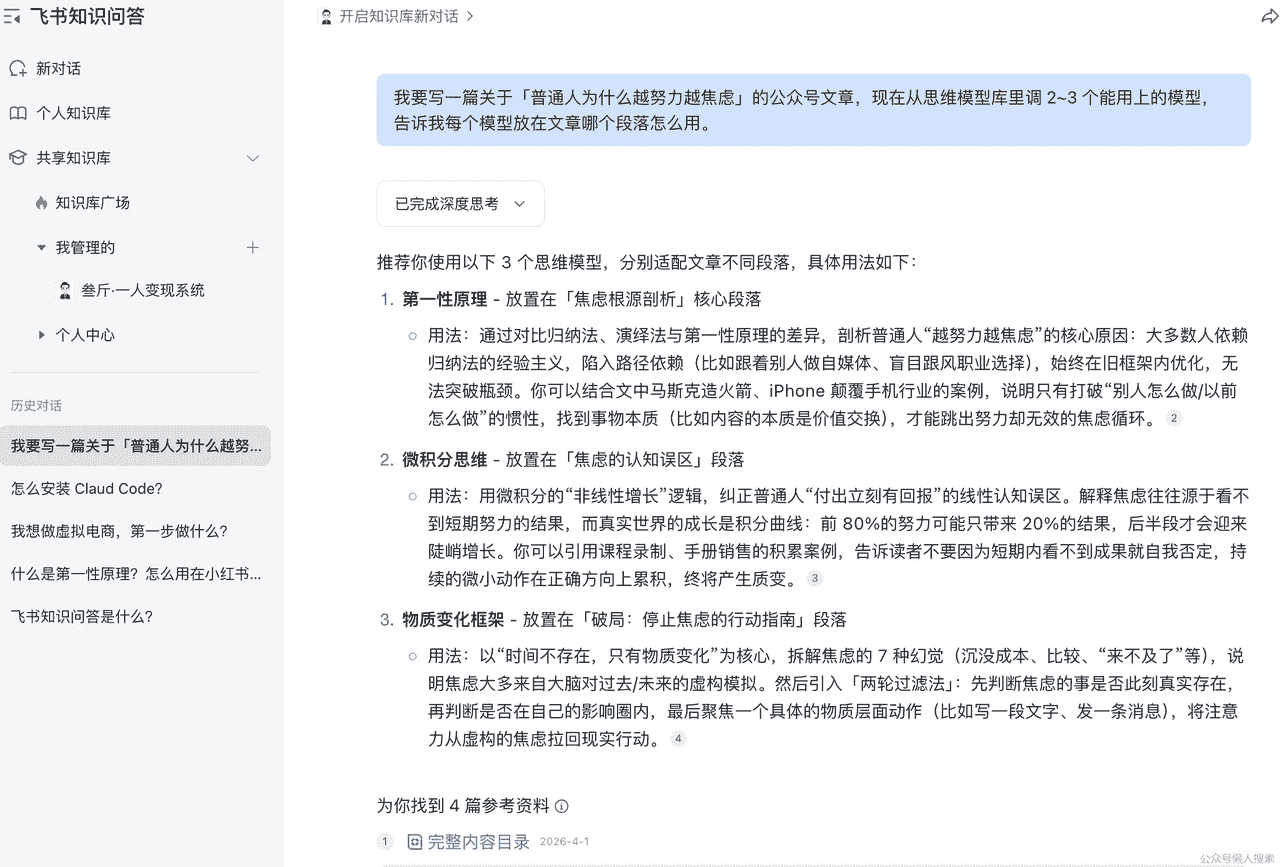 飞书知识问答
新对话
个人知识库
共享知识库
知识库广场
我管理的
叁斤·一人变现系统
个人中心
历史对话
我要写一篇关于「普通人为什么越努...
怎么安装 Claud Code?
我想做虚拟电商，第一步做什么?
什么是第一性原理？怎么用在小红书...
飞书知识问答是什么?
开启知识库新对话
我要写一篇关于「普通人为什么越努力越焦虑」的公众号文章，现在从思维模型库里调 2~3 个能用上的模型，
告诉我每个模型放在文章哪个段落怎么用。
已完成深度思考
推荐你使用以下 3 个思维模型，分别适配文章不同段落，具体用法如下：
1. 第一性原理 - 放置在「焦虑根源剖析」核心段落
用法：通过对比归纳法、演绎法与第一性原理的差异，剖析普通人“越努力越焦虑”的核心原因：大多数人依赖
归纳法的经验主义，陷入路径依赖（比如跟着别人做自媒体、盲目跟风职业选择），始终在旧框架内优化，无
法突破瓶颈。你可以结合文中马斯克造火箭、iPhone 颠覆手机行业的案例，说明只有打破“别人怎么做/以前
怎么做”的惯性，找到事物本质（比如内容的本质是价值交换），才能跳出努力却无效的焦虑循环。 2
2. 微积分思维 - 放置在「焦虑的认知误区」段落
用法：用微积分的“非线性增长”逻辑，纠正普通人“付出立刻有回报”的线性认知误区。解释焦虑往往源于看不
到短期努力的结果，而真实世界的成长是积分曲线：前 80%的努力可能只带来 20%的结果，后半段才会迎来
陡峭增长。你可以引用课程录制、手册销售的积累案例，告诉读者不要因为短期内看不到成果就自我否定，持
续的微小动作在正确方向上累积，终将产生质变。 3
3. 物质变化框架 - 放置在「破局：停止焦虑的行动指南」段落
用法：以“时间不存在，只有物质变化”为核心，拆解焦虑的 7 种幻觉（沉没成本、比较、“来不及了”等），说
明焦虑大多来自大脑对过去/未来的虚构模拟。然后引入「两轮过滤法」：先判断焦虑的事是否此刻真实存在，
再判断是否在自己的影响圈内，最后聚焦一个具体的物质层面动作（比如写一段文字、发一条消息），将注意
力从虚构的焦虑拉回现实行动。 4
为你找到 4 篇参考资料
1 完整内容目录 2026-4-1
公众号懒人搜索